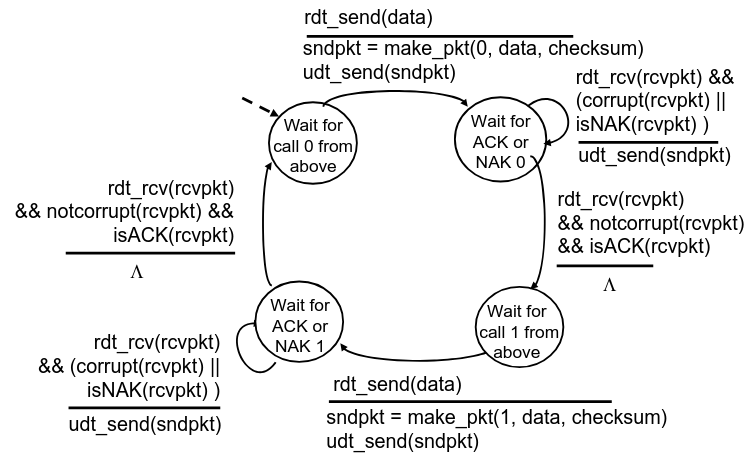 rdt_send(data)
sndpkt = make_pkt(0, data, checksum)
udt_send(sndpkt)
Wait for
call 0 from
above
Wait for
ACK or
NAK 0
rdt_rcv(rcvpkt) &&
(corrupt(rcvpkt) ||
isNAK(rcvpkt) )
udt_send(sndpkt)
rdt_rcv(rcvpkt)
&& notcorrupt(rcvpkt) &&
isACK(rcvpkt)
Λ
rdt_rcv(rcvpkt)
&& notcorrupt(rcvpkt)
&& isACK(rcvpkt)
Λ
Wait for
ACK or
NAK 1
Wait for
call 1 from
above
rdt_rcv(rcvpkt)
&& (corrupt(rcvpkt) ||
isNAK(rcvpkt) )
udt_send(sndpkt)
rdt_send(data)
sndpkt = make_pkt(1, data, checksum)
udt_send(sndpkt)